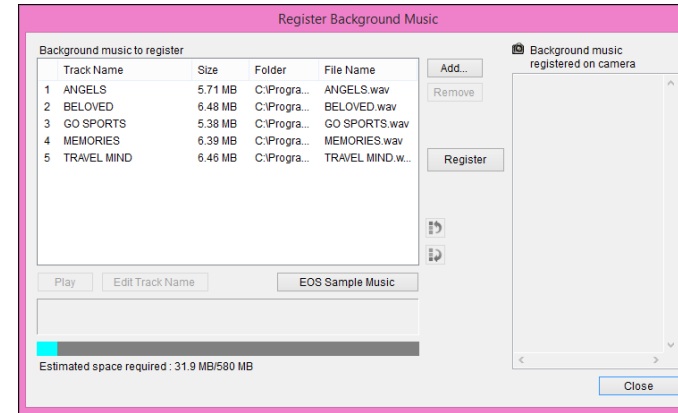 Register Background Music
Background music to register
Track Name Size Folder File Name
1 ANGELS 5.71 MB C:\Progra... ANGELS.wav
2 BELOVED 6.48 MB C:\Progra... BELOVED.wav
3 GO SPORTS 5.38 MB C:\Progra... GO SPORTS.wav
4 MEMORIES 6.39 MB C:\Progra... MEMORIES.wav
5 TRAVEL MIND 6.46 MB C:\Progra... TRAVEL MIND.w...
Add...
Remove
Register
Background music
registered on camera
Play Edit Track Name EOS Sample Music
Estimated space required : 31.9 MB/580 MB
Close